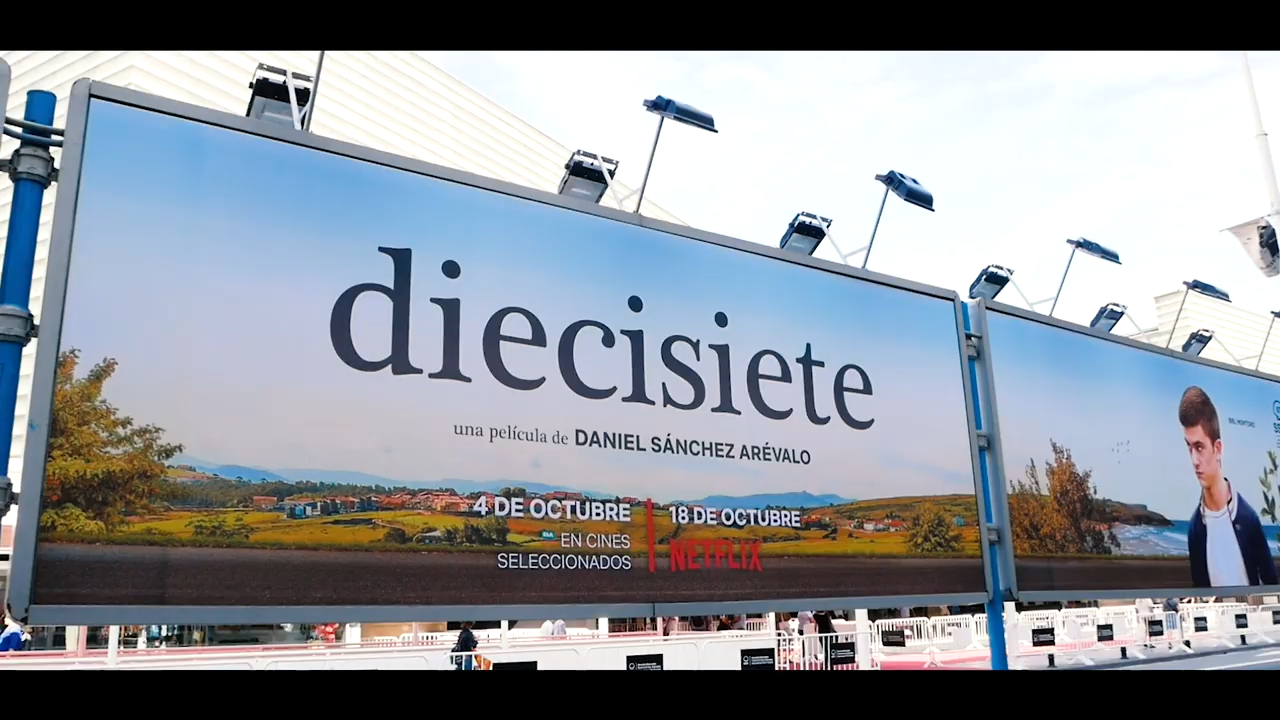 diecisiete
una película de DANIEL SÁNCHEZ ARÉVALO
4 DE OCTUBRE
EN CINES
SELECCIONADOS
18 DE OCTUBRE
NETFLIX